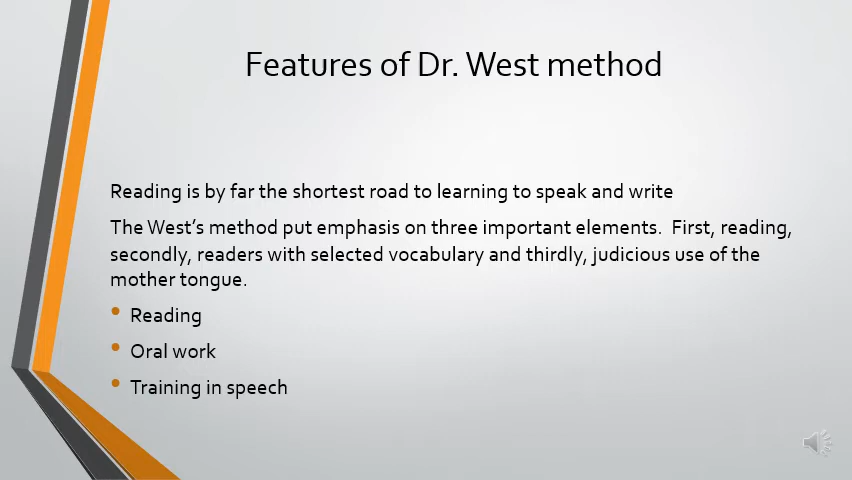 Features of Dr. West method
Reading is by far the shortest road to learning to speak and write
The West's method put emphasis on three important elements.  First, reading,
secondly, readers with selected vocabulary and thirdly, judicious use of the
mother tongue.
• Reading
• Oral work
• Training in speech